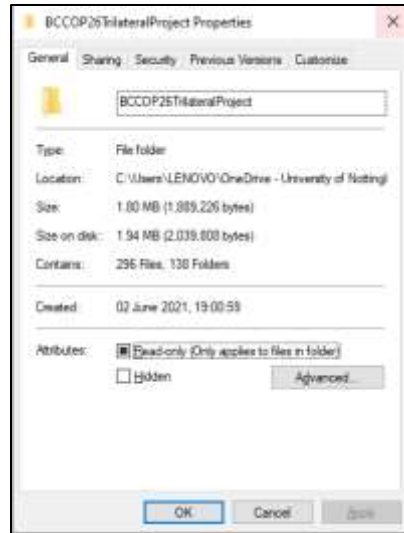 BCCOP26TrilateralProject Properties
General Sharing Security Previous Versions Customize
BCCOP26TrilateralProject
Type: File folder
Location: C:\Users\LENOVO\OneDrive - University of Nottingl
Size: 1.80 MB (1,889,226 bytes)
Size on disk: 1.94 MB (2,039,808 bytes)
Contains: 296 Files, 138 Folders
Created: 02 June 2021, 19:00:59
Attributes: Read-only (Only applies to files in folder)
Hidden Advanced...
OK Cancel Apply